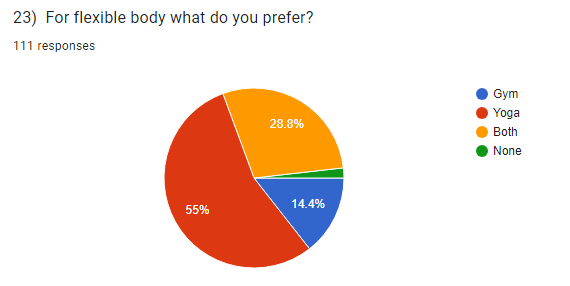 23) For flexible body what do you prefer?
111 responses
Gym
Yoga
Both
None
28.8%
14.4%
55%